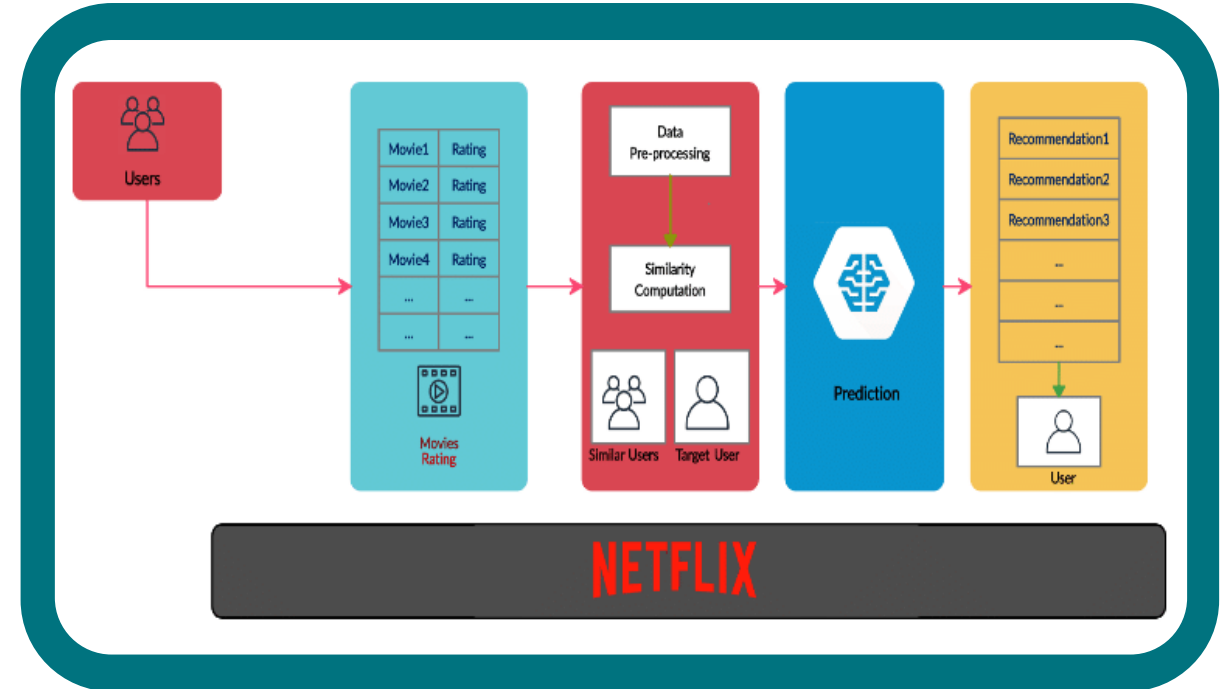 Users
Movie1 Rating
Movie2 Rating
Movie3 Rating
Movie4 Rating
... ...
... ...
Movies
Rating
Data
Pre-processing
Similarity
Computation
Similar Users Target User
Prediction
Recommendation1
Recommendation2
Recommendation3
...
...
...
User
NETFLIX